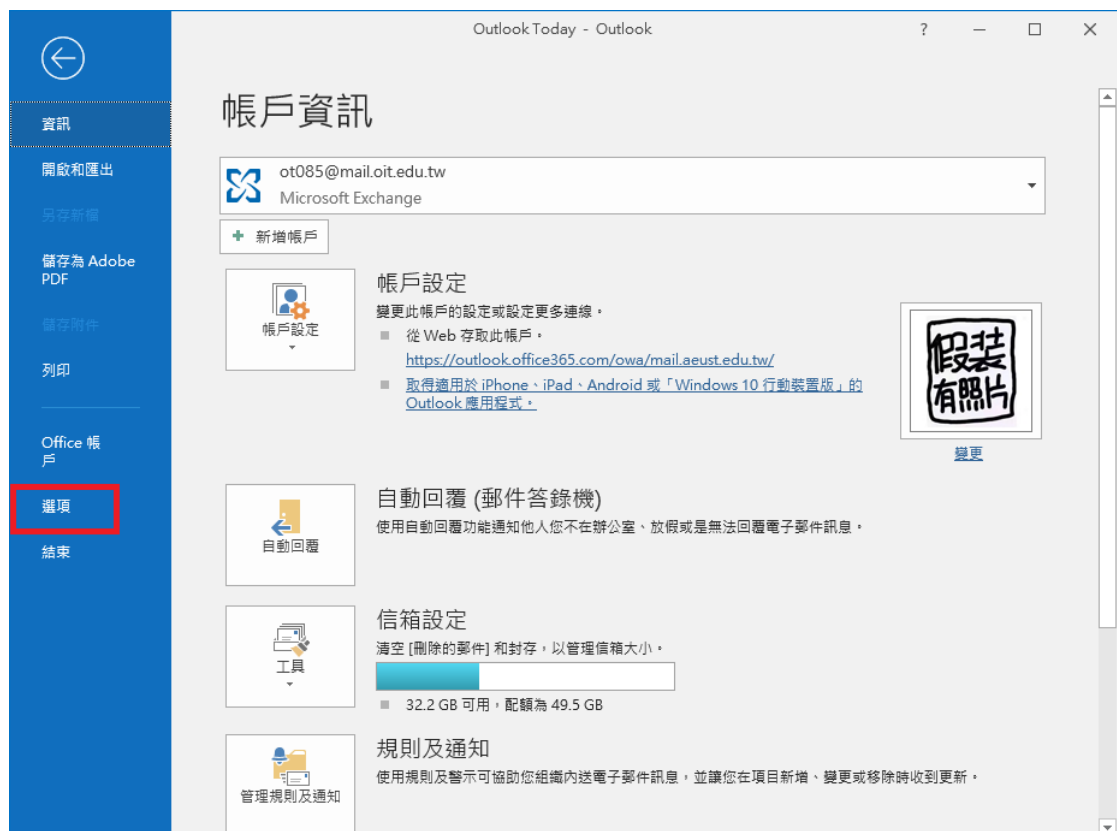 Outlook Today - Outlook
?
資訊
開啟和匯出
另存新檔
儲存為 Adobe
PDF
儲存附件
列印
Office 帳
戶
選項
結束
帳戶資訊
ot085@mail.oit.edu.tw
Microsoft Exchange
新增帳戶
帳戶設定
帳戶設定
變更此帳戶的設定或設定更多連線。
從 Web 存取此帳戶。
https://outlook.office365.com/owa/mail.aeust.edu.tw/
取得適用於 iPhone、iPad、Android 或「Windows 10 行動裝置版」的
Outlook 應用程式。
假裝
有照片
變更
自動回覆
自動回覆 (郵件答錄機)
使用自動回覆功能通知他人您不在辦公室、放假或是無法回覆電子郵件訊息。
工具
信箱設定
清空 [刪除的郵件] 和封存，以管理信箱大小。
32.2 GB 可用，配額為 49.5 GB
管理規則及通知
規則及通知
使用規則及警示可協助您組織內送電子郵件訊息，並讓您在項目新增、變更或移除時收到更新。